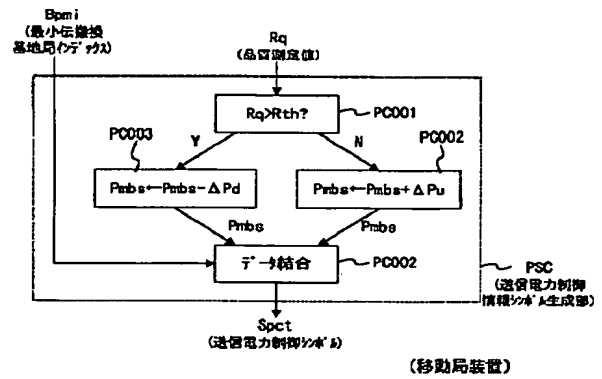 Bpmi
(最小伝搬損
基地局インデックス)
Rq
(品質測定値)
Rq>Rth?
PC001
PC003
Y
N
PC002
Pmbs←Pmbs-ΔPd
Pmbs←Pmbs+ΔPu
Pmbs
Pmbs
データ結合
PC002
PSC
(送信電力制御
情報シンボル生成部)
Spct
(送信電力制御シンボル)
(移動局装置)